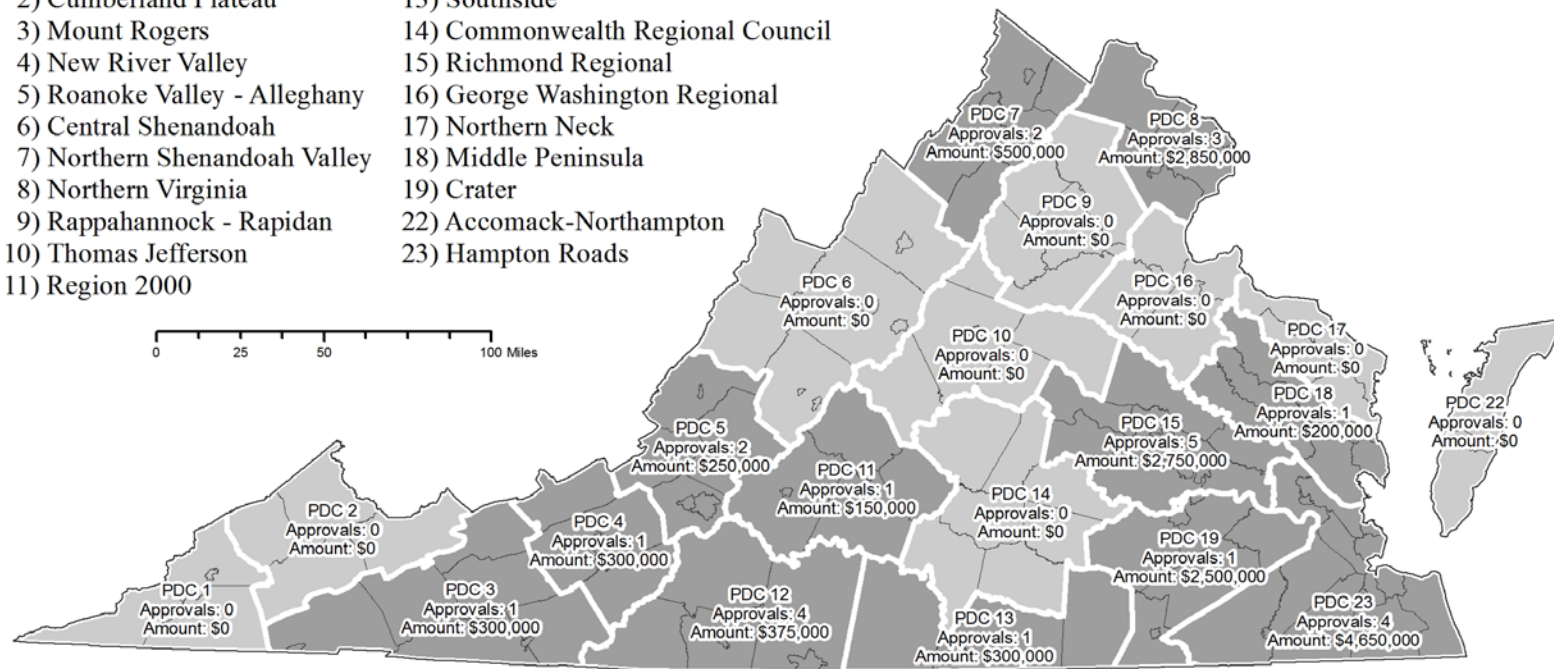 2) Cumberland Plateau
3) Mount Rogers
4) New River Valley
5) Roanoke Valley - Alleghany
6) Central Shenandoah
7) Northern Shenandoah Valley
8) Northern Virginia
9) Rappahannock - Rapidan
10) Thomas Jefferson
11) Region 2000
13) Southside
14) Commonwealth Regional Council
15) Richmond Regional
16) George Washington Regional
17) Northern Neck
18) Middle Peninsula
19) Crater
22) Accomack-Northampton
23) Hampton Roads
0 25 50 100 Miles
PDC 7
Approvals: 2
Amount: $500,000
PDC 8
Approvals: 3
Amount: $2,850,000
PDC 9
Approvals: 0
Amount: $0
PDC 6
Approvals: 0
Amount: $0
PDC 16
Approvals: 0
Amount: $0
PDC 10
Approvals: 0
Amount: $0
PDC 17
Approvals: 0
Amount: $0
PDC 18
Approvals: 1
Amount: $200,000
PDC 22
Approvals: 0
Amount: $0
PDC 5
Approvals: 2
Amount: $250,000
PDC 15
Approvals: 5
Amount: $2,750,000
PDC 11
Approvals: 1
Amount: $150,000
PDC 14
Approvals: 0
Amount: $0
PDC 2
Approvals: 0
Amount: $0
PDC 4
Approvals: 1
Amount: $300,000
PDC 19
Approvals: 1
Amount: $2,500,000
PDC 1
Approvals: 0
Amount: $0
PDC 3
Approvals: 1
Amount: $300,000
PDC 12
Approvals: 4
Amount: $375,000
PDC 13
Approvals: 1
Amount: $300,000
PDC 23
Approvals: 4
Amount: $4,650,000